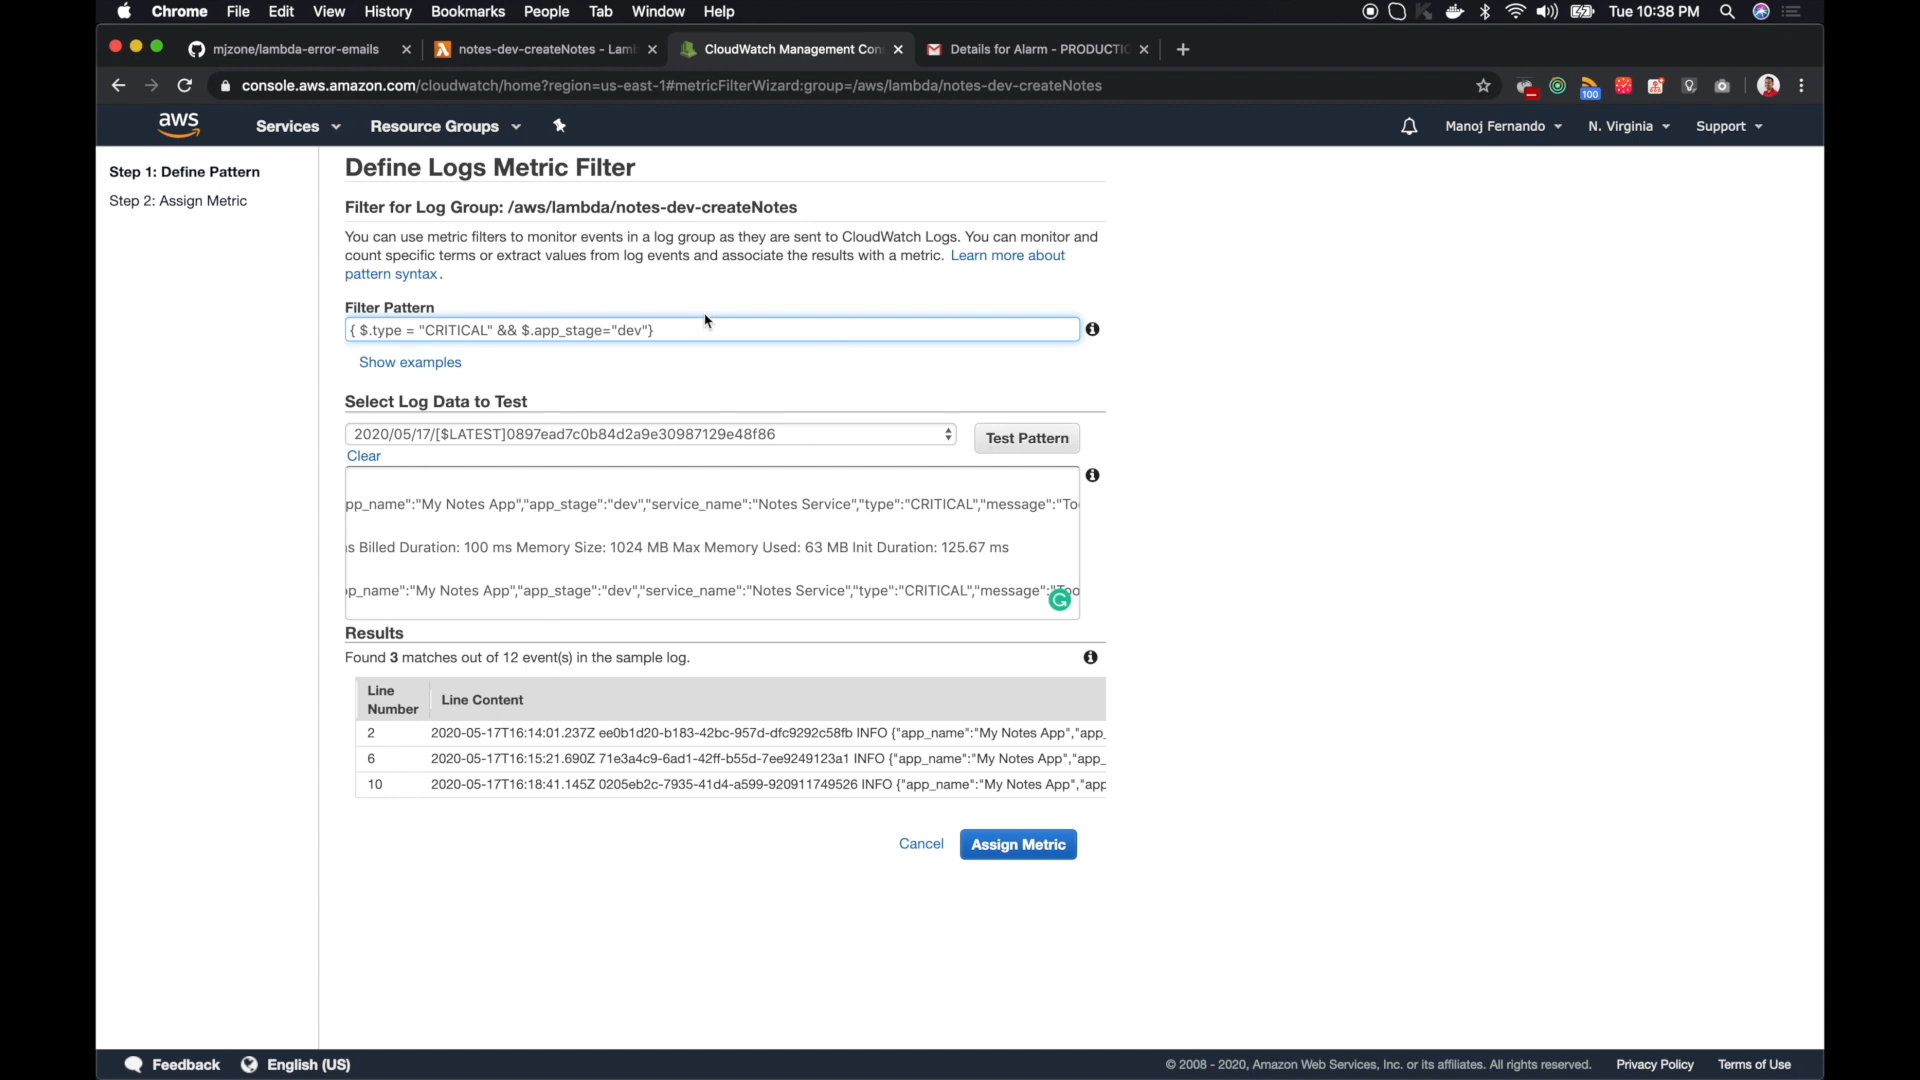 Chrome File Edit View History Bookmarks People Tab Window Help Tue 10:38 PM
mjzone/lambda-error-emails notes-dev-createNotes - Lam CloudWatch Management Con Details for Alarm - PRODUCTIO
console.aws.amazon.com/cloudwatch/home?region=us-east-1#metricFilterWizard:group=/aws/lambda/notes-dev-createNotes 100
aws Services Resource Groups Manoj Fernando N. Virginia Support
Step 1: Define Pattern
Step 2: Assign Metric
Define Logs Metric Filter
Filter for Log Group: /aws/lambda/notes-dev-createNotes
You can use metric filters to monitor events in a log group as they are sent to CloudWatch Logs. You can monitor and
count specific terms or extract values from log events and associate the results with a metric. Learn more about
pattern syntax.
Filter Pattern
{ $.type = "CRITICAL" && $.app_stage="dev"}
Show examples
Select Log Data to Test
2020/05/17/[$LATEST]0897ead7c0b84d2a9e30987129e48f86 Test Pattern
Clear
pp_name":"My Notes App","app_stage":"dev","service_name":"Notes Service","type":"CRITICAL","message":"To
s Billed Duration: 100 ms Memory Size: 1024 MB Max Memory Used: 63 MB Init Duration: 125.67 ms
p_name":"My Notes App","app_stage":"dev","service_name":"Notes Service","type":"CRITICAL","message":"Too
Results
Found 3 matches out of 12 event(s) in the sample log.
Line Number Line Content
2 2020-05-17T16:14:01.237Z ee0b1d20-b183-42bc-957d-dfc9292c58fb INFO {"app_name":"My Notes App","app_
6 2020-05-17T16:15:21.690Z 71e3a4c9-6ad1-42ff-b55d-7ee9249123a1 INFO {"app_name":"My Notes App","app_
10 2020-05-17T16:18:41.145Z 0205eb2c-7935-41d4-a599-920911749526 INFO {"app_name":"My Notes App","app
Cancel Assign Metric
Feedback English (US) © 2008 - 2020, Amazon Web Services, Inc. or its affiliates. All rights reserved. Privacy Policy Terms of Use